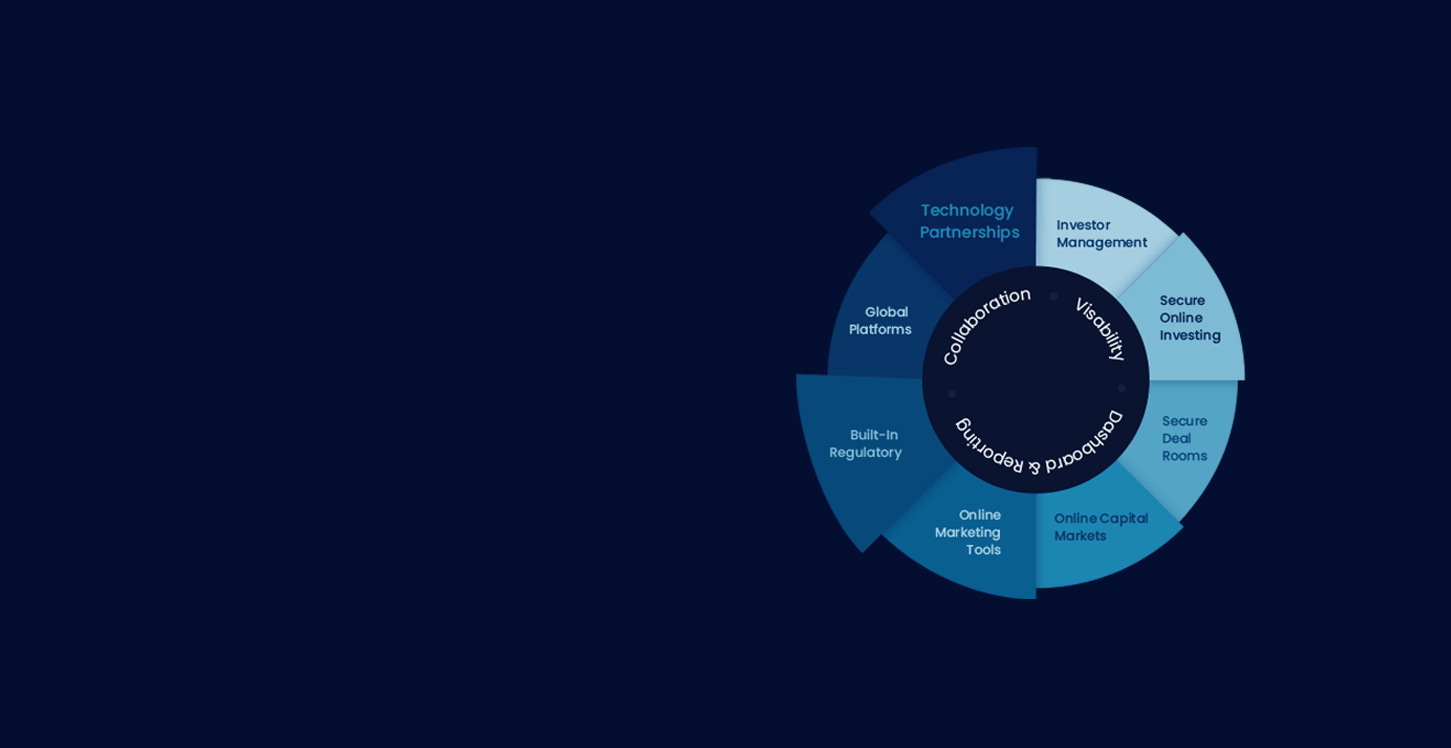 Technology
Partnerships
Investor
Management
Secure
Online
Investing
Secure
Deal
Rooms
Online Capital
Markets
Online
Marketing
Tools
Built-In
Regulatory
Global
Platforms
Collaboration
Visability
Dashboard & Reporting